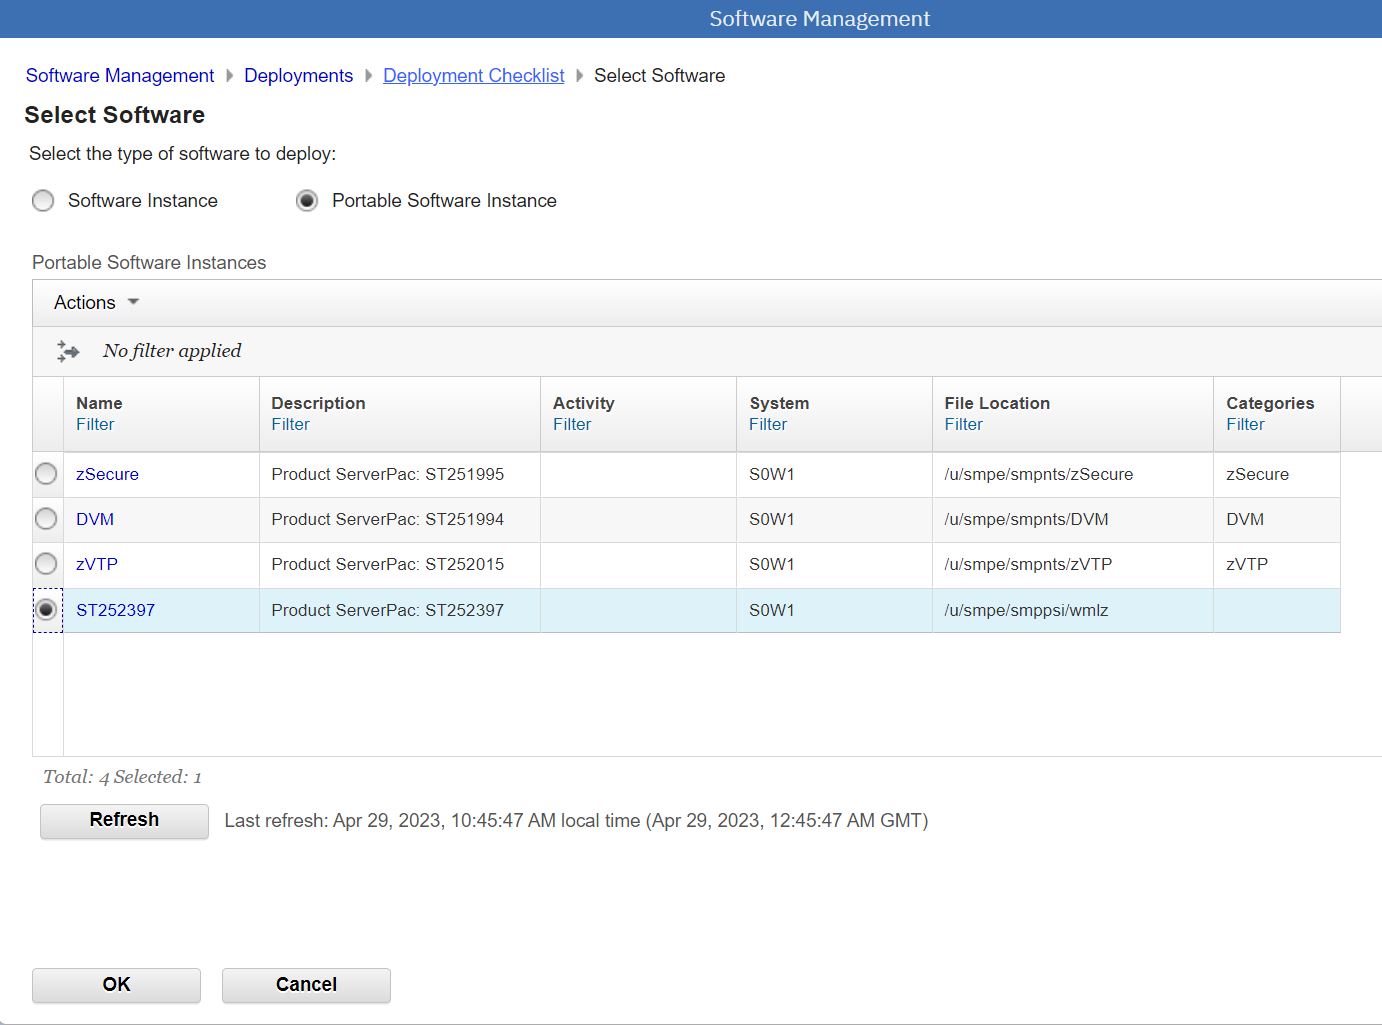 Software Management
Software Management Deployments Deployment Checklist Select Software
Select Software
Select the type of software to deploy:
Software Instance Portable Software Instance
Portable Software Instances
Actions
No filter applied
Name Description Activity System File Location Categories
Filter Filter Filter Filter Filter Filter
zSecure Product ServerPac: ST251995 S0W1 /u/smpe/smpnts/zSecure zSecure
DVM Product ServerPac: ST251994 S0W1 /u/smpe/smpnts/DVM DVM
zVTP Product ServerPac: ST252015 S0W1 /u/smpe/smpnts/zVTP zVTP
ST252397 Product ServerPac: ST252397 S0W1 /u/smpe/smppsi/wmlz
Total: 4 Selected: 1
Refresh Last refresh: Apr 29, 2023, 10:45:47 AM local time (Apr 29, 2023, 12:45:47 AM GMT)
OK Cancel